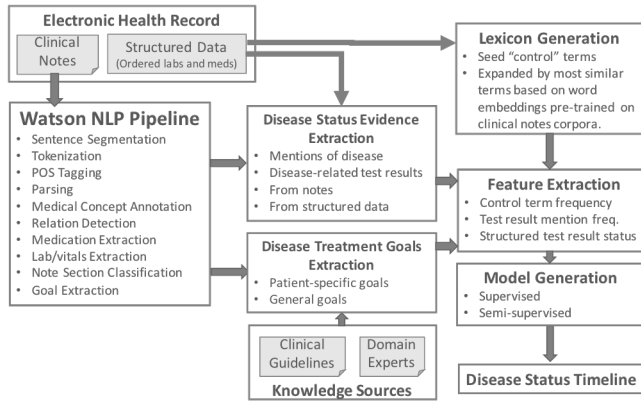 Electronic Health Record
Clinical
Notes
Structured Data
(Ordered labs and meds)
Lexicon Generation
• Seed “control” terms
• Expanded by most similar
terms based on word
embeddings pre-trained on
clinical notes corpora.
Watson NLP Pipeline
• Sentence Segmentation
• Tokenization
• POS Tagging
• Parsing
• Medical Concept Annotation
• Relation Detection
• Medication Extraction
• Lab/vitals Extraction
• Note Section Classification
• Goal Extraction
Disease Status Evidence
Extraction
• Mentions of disease
• Disease-related test results
• From notes
• From structured data
Disease Treatment Goals
Extraction
• Patient-specific goals
• General goals
Clinical
Guidelines
Domain
Experts
Knowledge Sources
Feature Extraction
• Control term frequency
• Test result mention freq.
• Structured test result status
Model Generation
• Supervised
• Semi-supervised
Disease Status Timeline